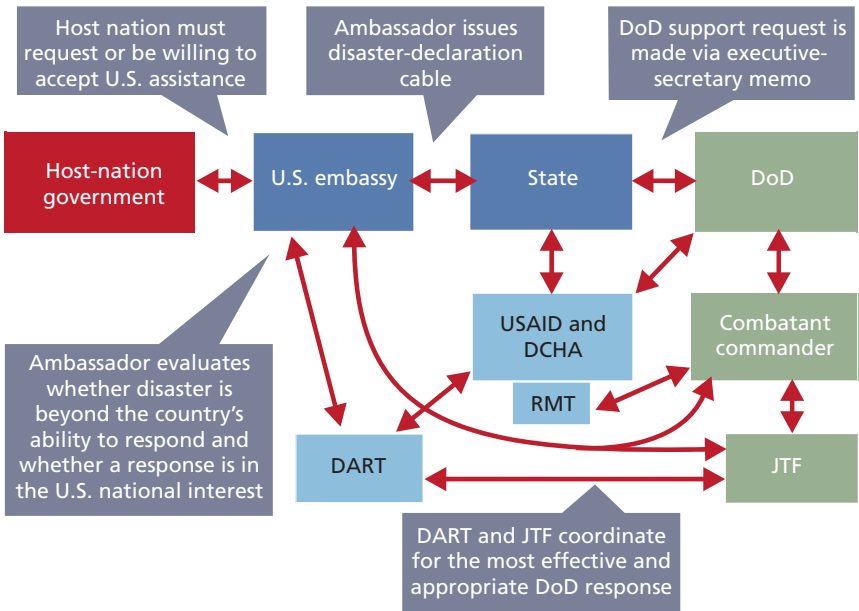 Host nation must
request or be willing to
accept U.S. assistance
Ambassador issues
disaster-declaration
cable
DoD support request is
made via executive-
secretary memo
Host-nation
government
U.S. embassy
State
DoD
USAID and
DCHA
Combatant
commander
RMT
Ambassador evaluates
whether disaster is
beyond the country's
ability to respond and
whether a response is in
the U.S. national interest
DART
JTF
DART and JTF coordinate
for the most effective and
appropriate DoD response